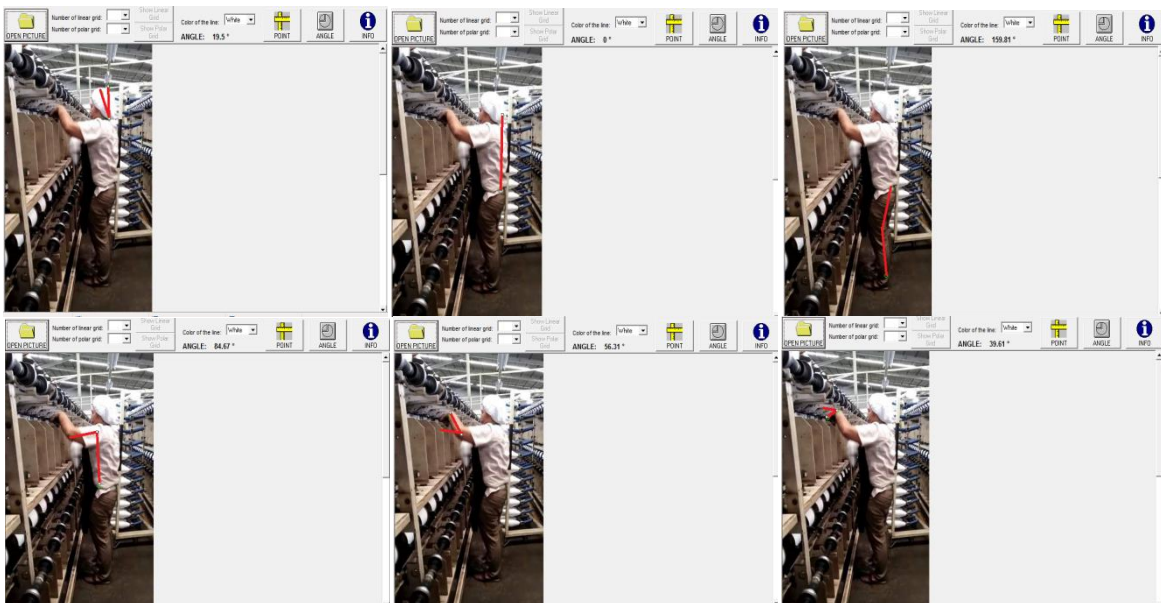 OPEN PICTURE
Number of linear grid:
Number of polar grid:
Show Linear Grid
Show Polar Grid
Color of the line: White
ANGLE: 19.5 °
POINT
ANGLE
INFO
OPEN PICTURE
Number of linear grid:
Number of polar grid:
Show Linear Grid
Show Polar Grid
Color of the line: White
ANGLE: 0 °
POINT
ANGLE
INFO
OPEN PICTURE
Number of linear grid:
Number of polar grid:
Show Linear Grid
Show Polar Grid
Color of the line: White
ANGLE: 159.81 °
POINT
ANGLE
INFO
OPEN PICTURE
Number of linear grid:
Number of polar grid:
Show Linear Grid
Show Polar Grid
Color of the line: White
ANGLE: 84.67 °
POINT
ANGLE
INFO
OPEN PICTURE
Number of linear grid:
Number of polar grid:
Show Linear Grid
Show Polar Grid
Color of the line: White
ANGLE: 56.31 °
POINT
ANGLE
INFO
OPEN PICTURE
Number of linear grid:
Number of polar grid:
Show Linear Grid
Show Polar Grid
Color of the line: White
ANGLE: 39.61 °
POINT
ANGLE
INFO